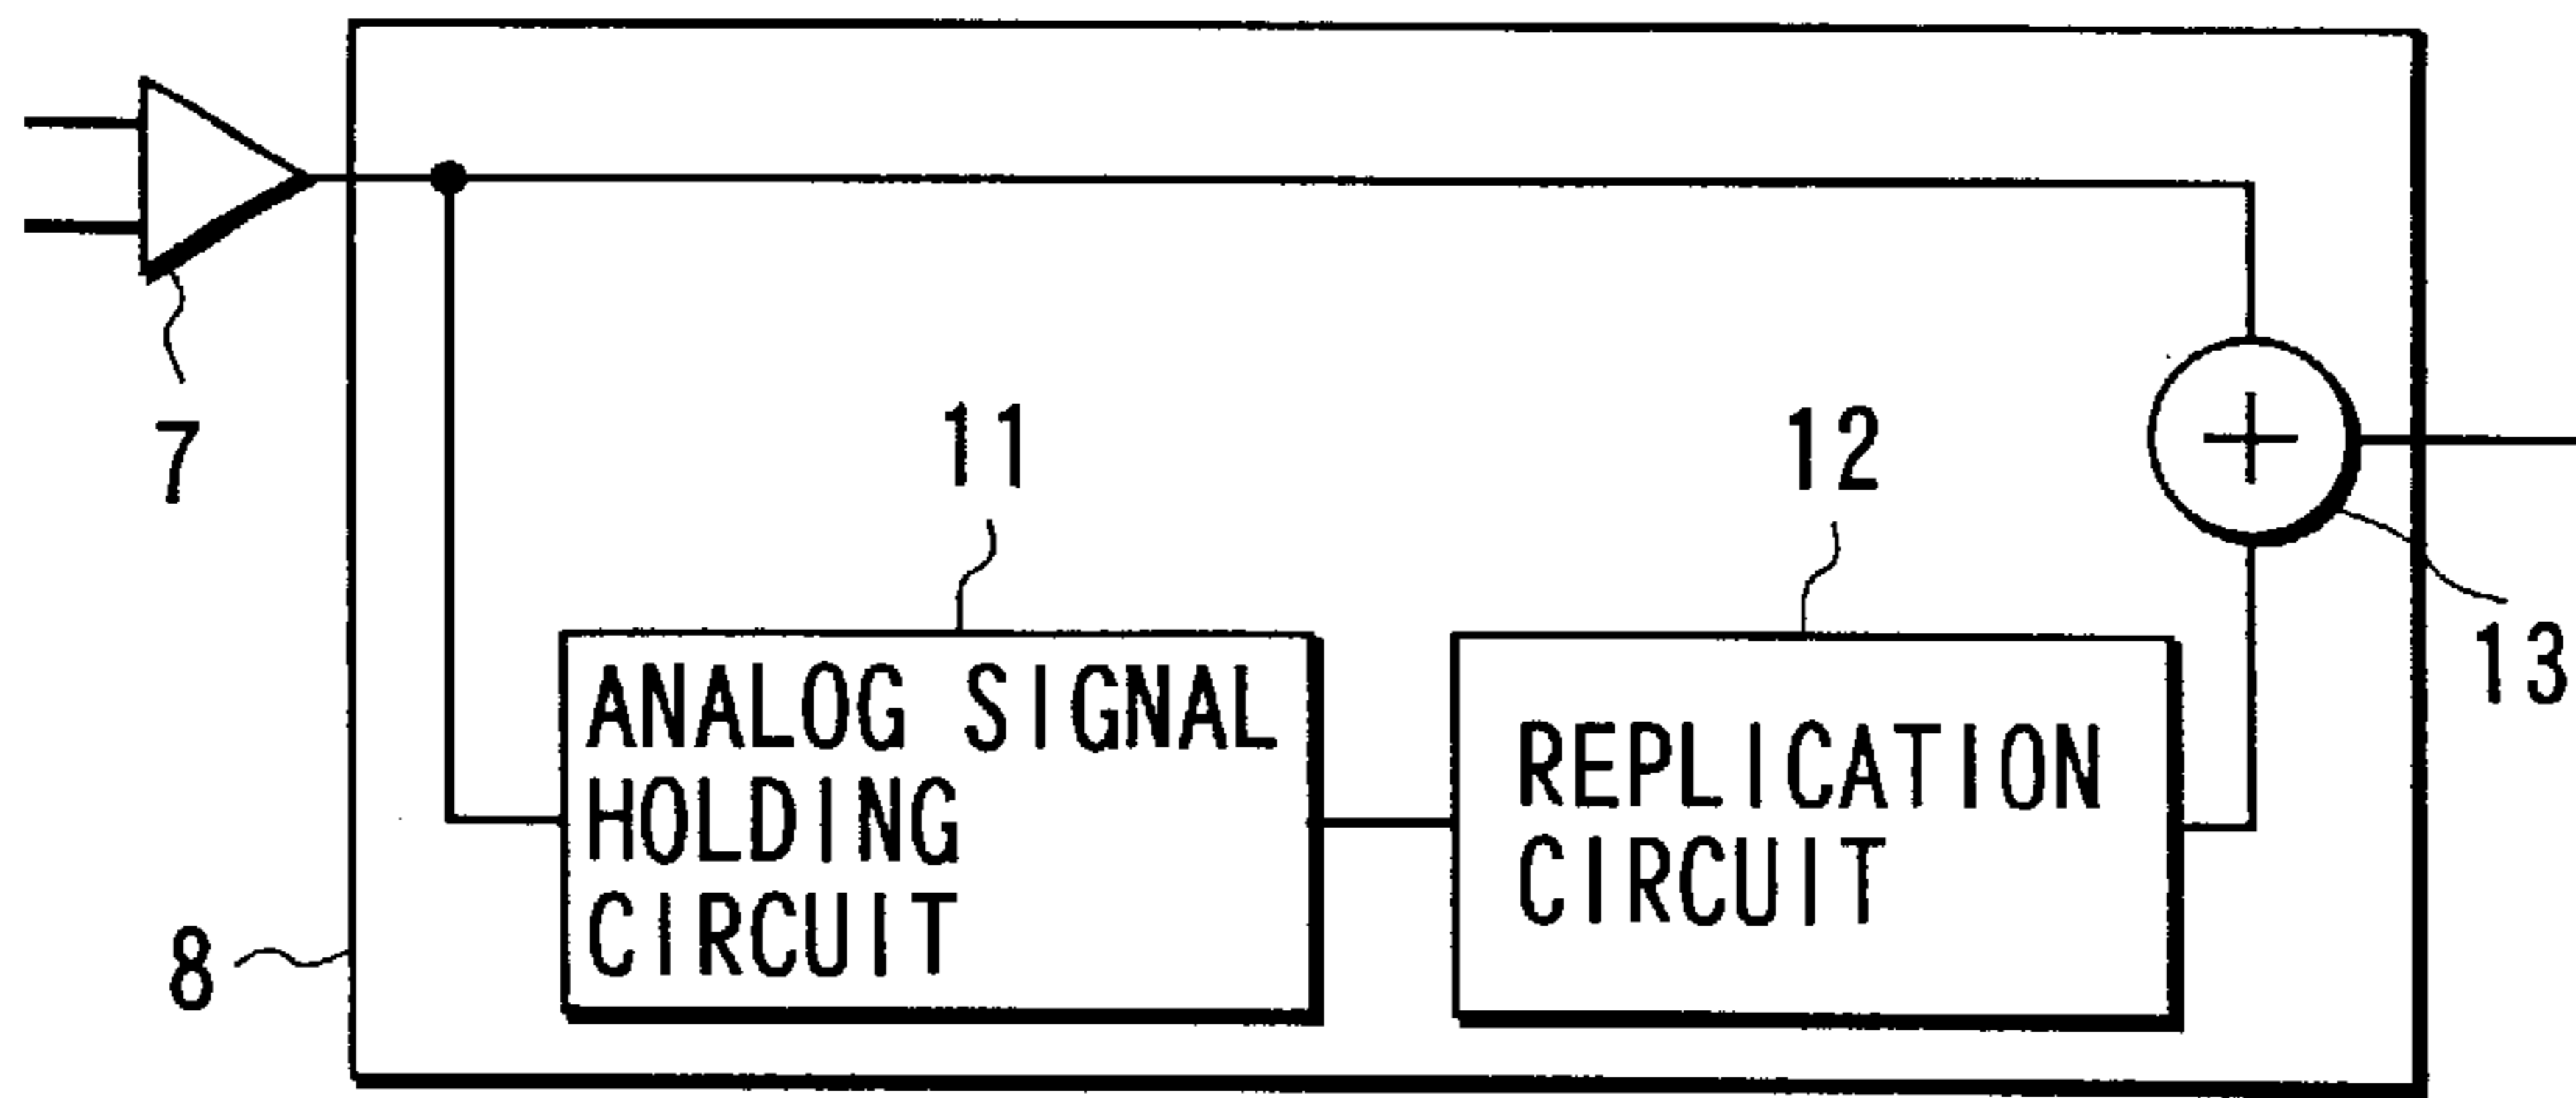 7
11
12
13
ANALOG SIGNAL
HOLDING
CIRCUIT
REPLICATION
CIRCUIT
8